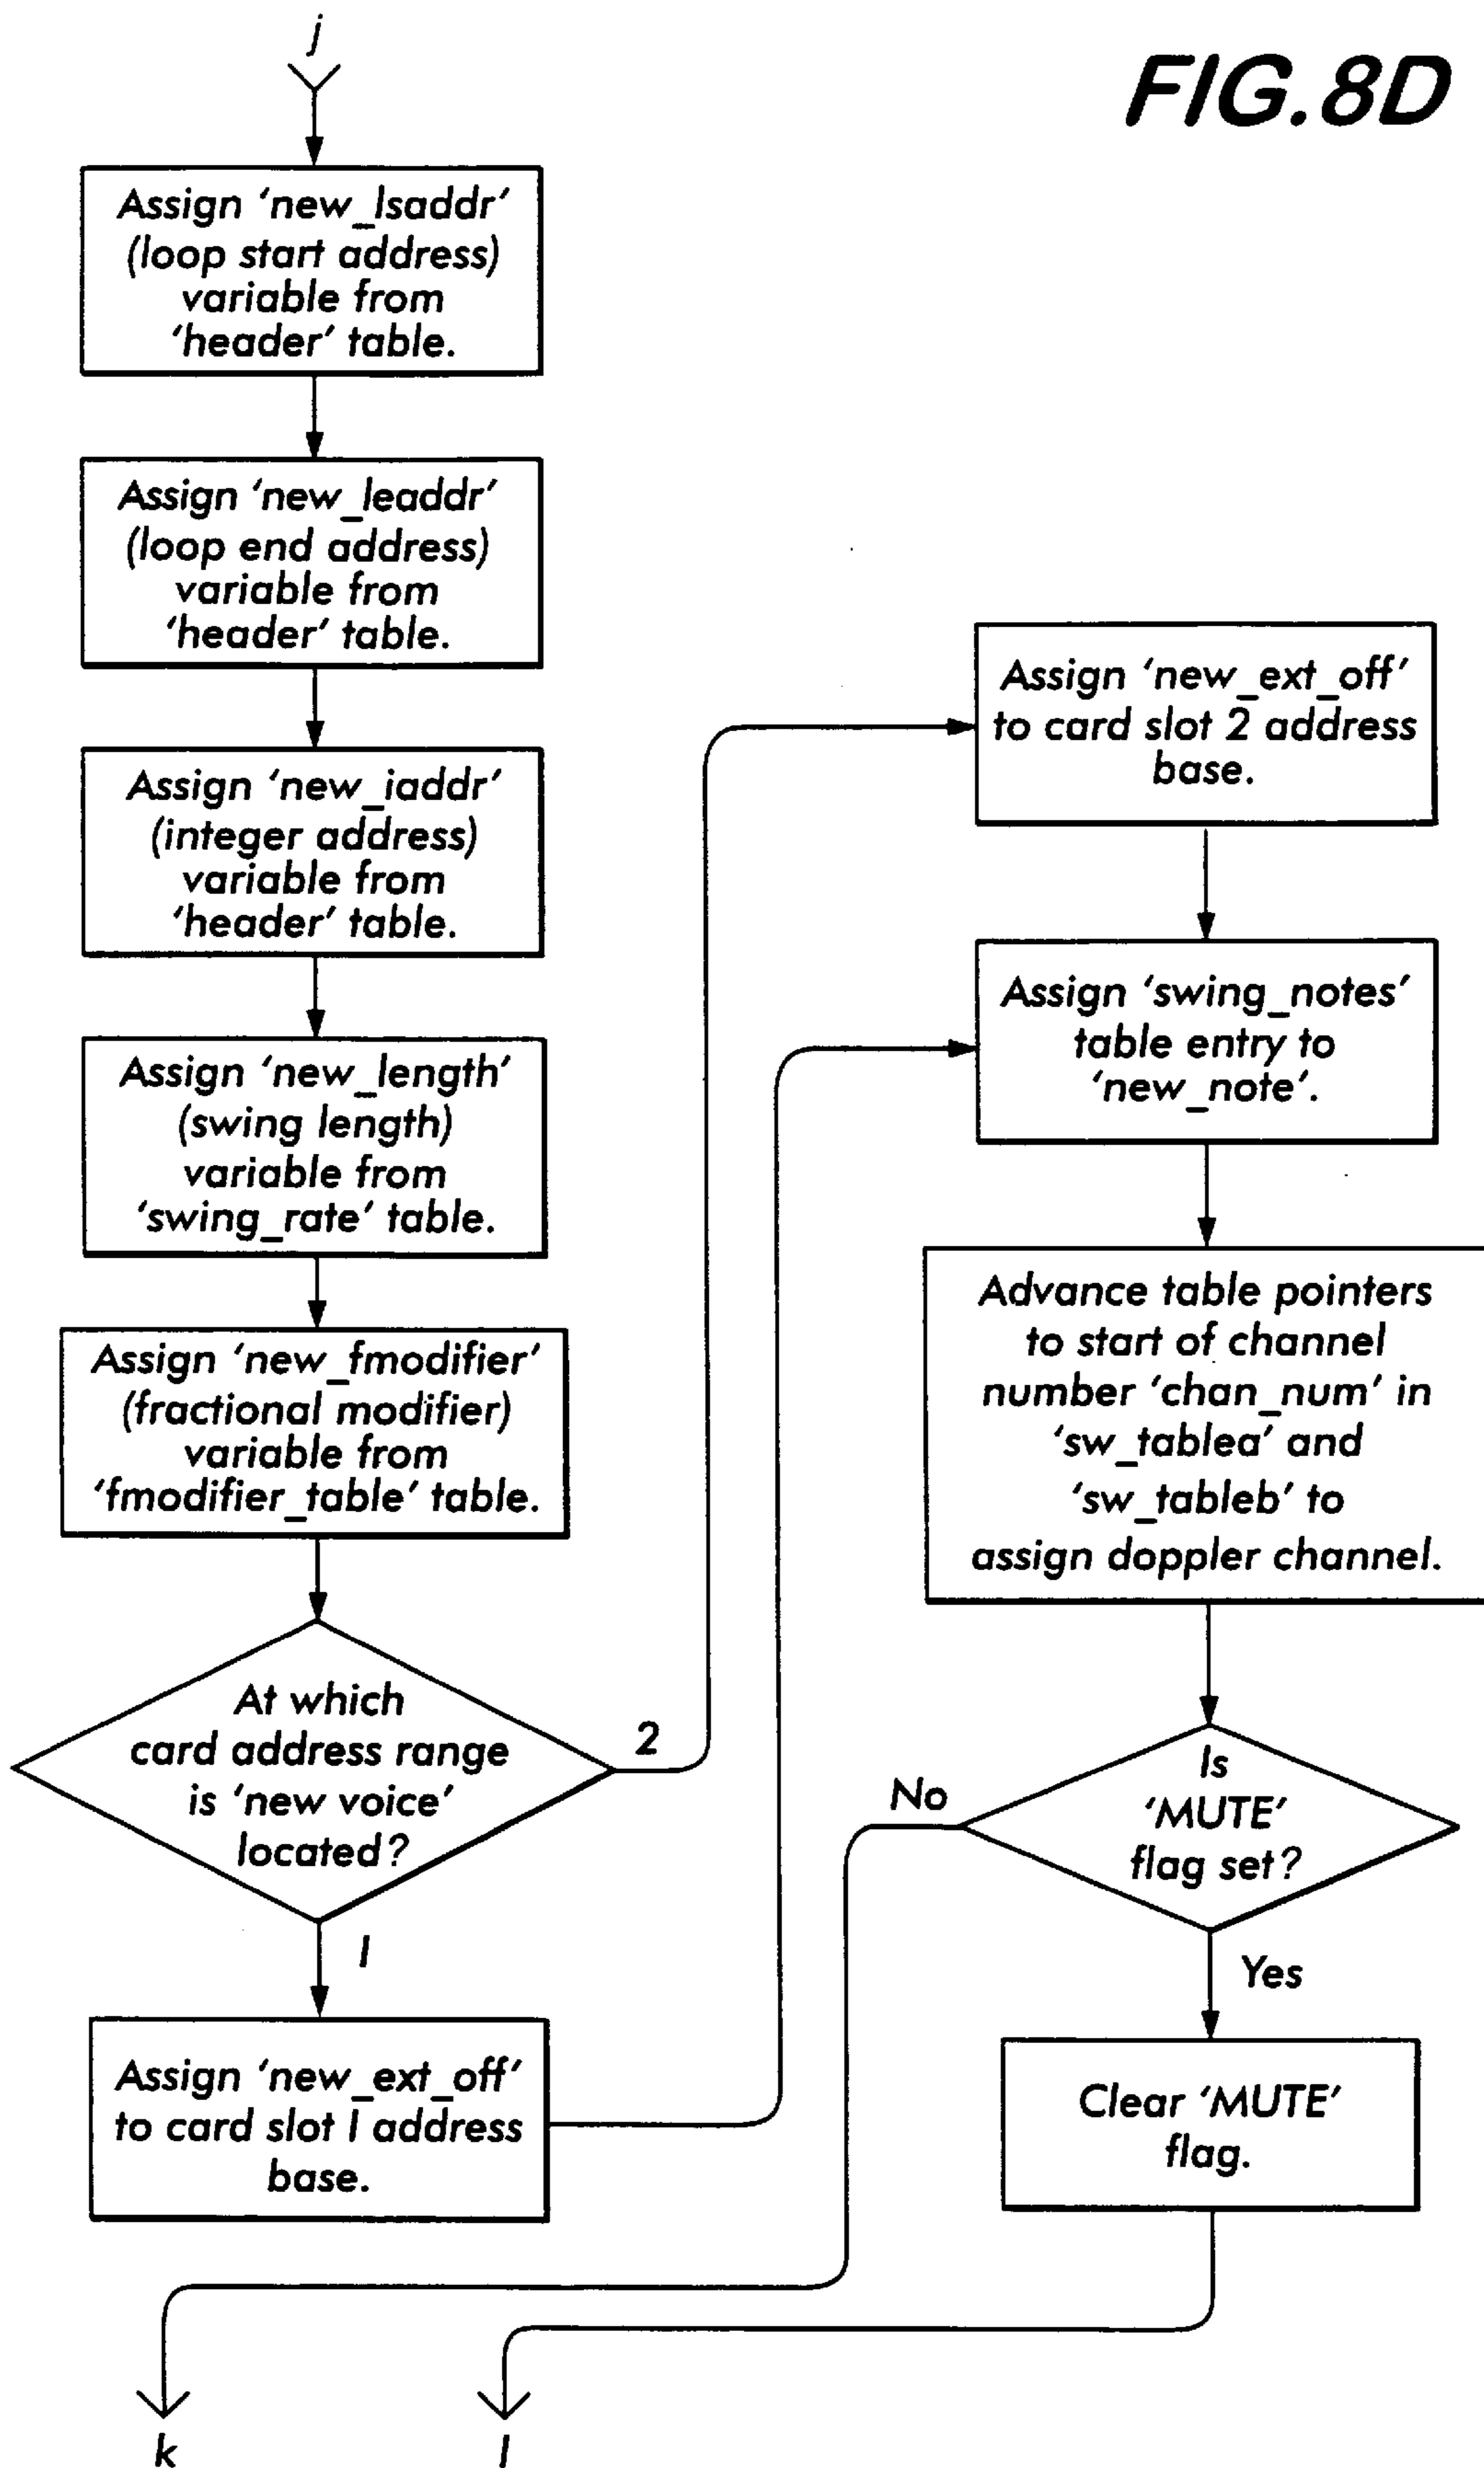 FIG.8D
j
Assign ‘new_lsaddr’
(loop start address)
variable from
‘header’ table.
Assign ‘new_leaddr’
(loop end address)
variable from
‘header’ table.
Assign ‘new_iaddr’
(integer address)
variable from
‘header’ table.
Assign ‘new_length’
(swing length)
variable from
‘swing_rate’ table.
Assign ‘new_fmodifier’
(fractional modifier)
variable from
‘fmodifier_table’ table.
At which
card address range
is ‘new voice’
located?
2
1
Assign ‘new_ext_off’
to card slot 1 address
base.
Assign ‘new_ext_off’
to card slot 2 address
base.
Assign ‘swing_notes’
table entry to
‘new_note’.
Advance table pointers
to start of channel
number ‘chan_num’ in
‘sw_tablea’ and
‘sw_tableb’ to
assign doppler channel.
Is
‘MUTE’
flag set?
No
Yes
Clear ‘MUTE’
flag.
k
l